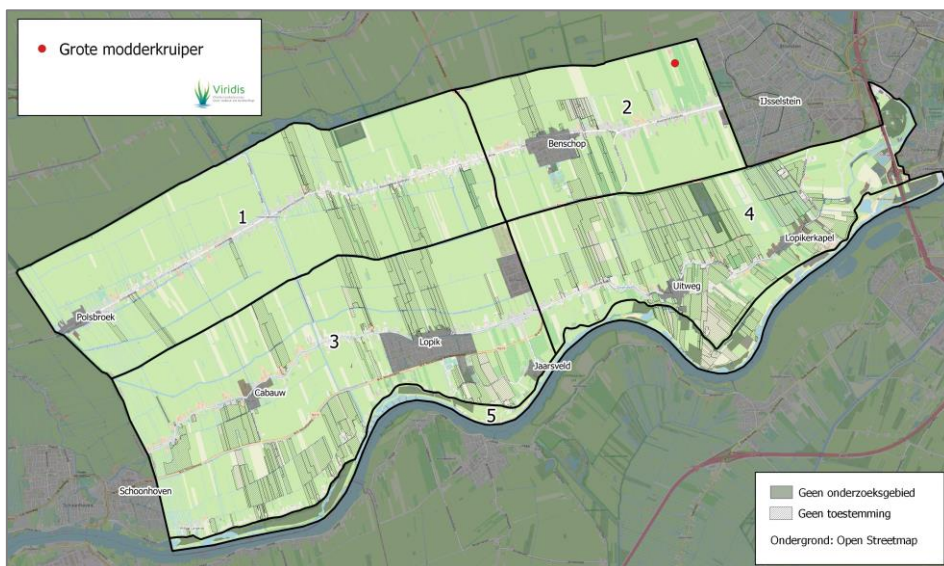 Grote modderkruiper
Viridis
IJsselstein
2
Benschop
1
4
Lopikerkapel
Uitweg
Polsbroek
3
Lopik
Jaarsveld
Cabauw
5
Schoonhoven
Geen onderzoeksgebied
Geen toestemming
Ondergrond: Open Streetmap